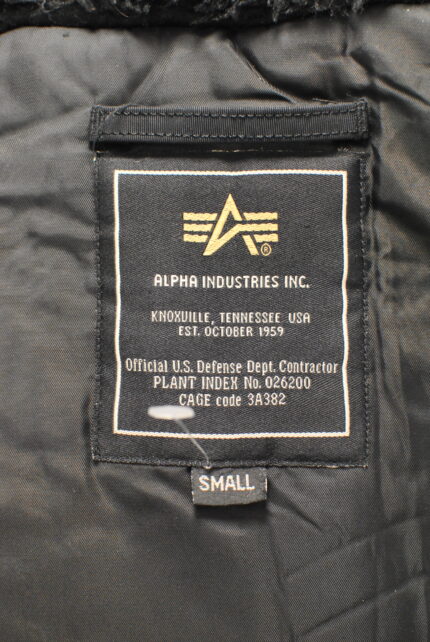 ®
ALPHA INDUSTRIES INC.
KNOXVILLE, TENNESSEE USA
EST. OCTOBER 1959
Official U.S. Defense Dept. Contractor
PLANT INDEX No. 026200
CAGE code 3A382
SMALL